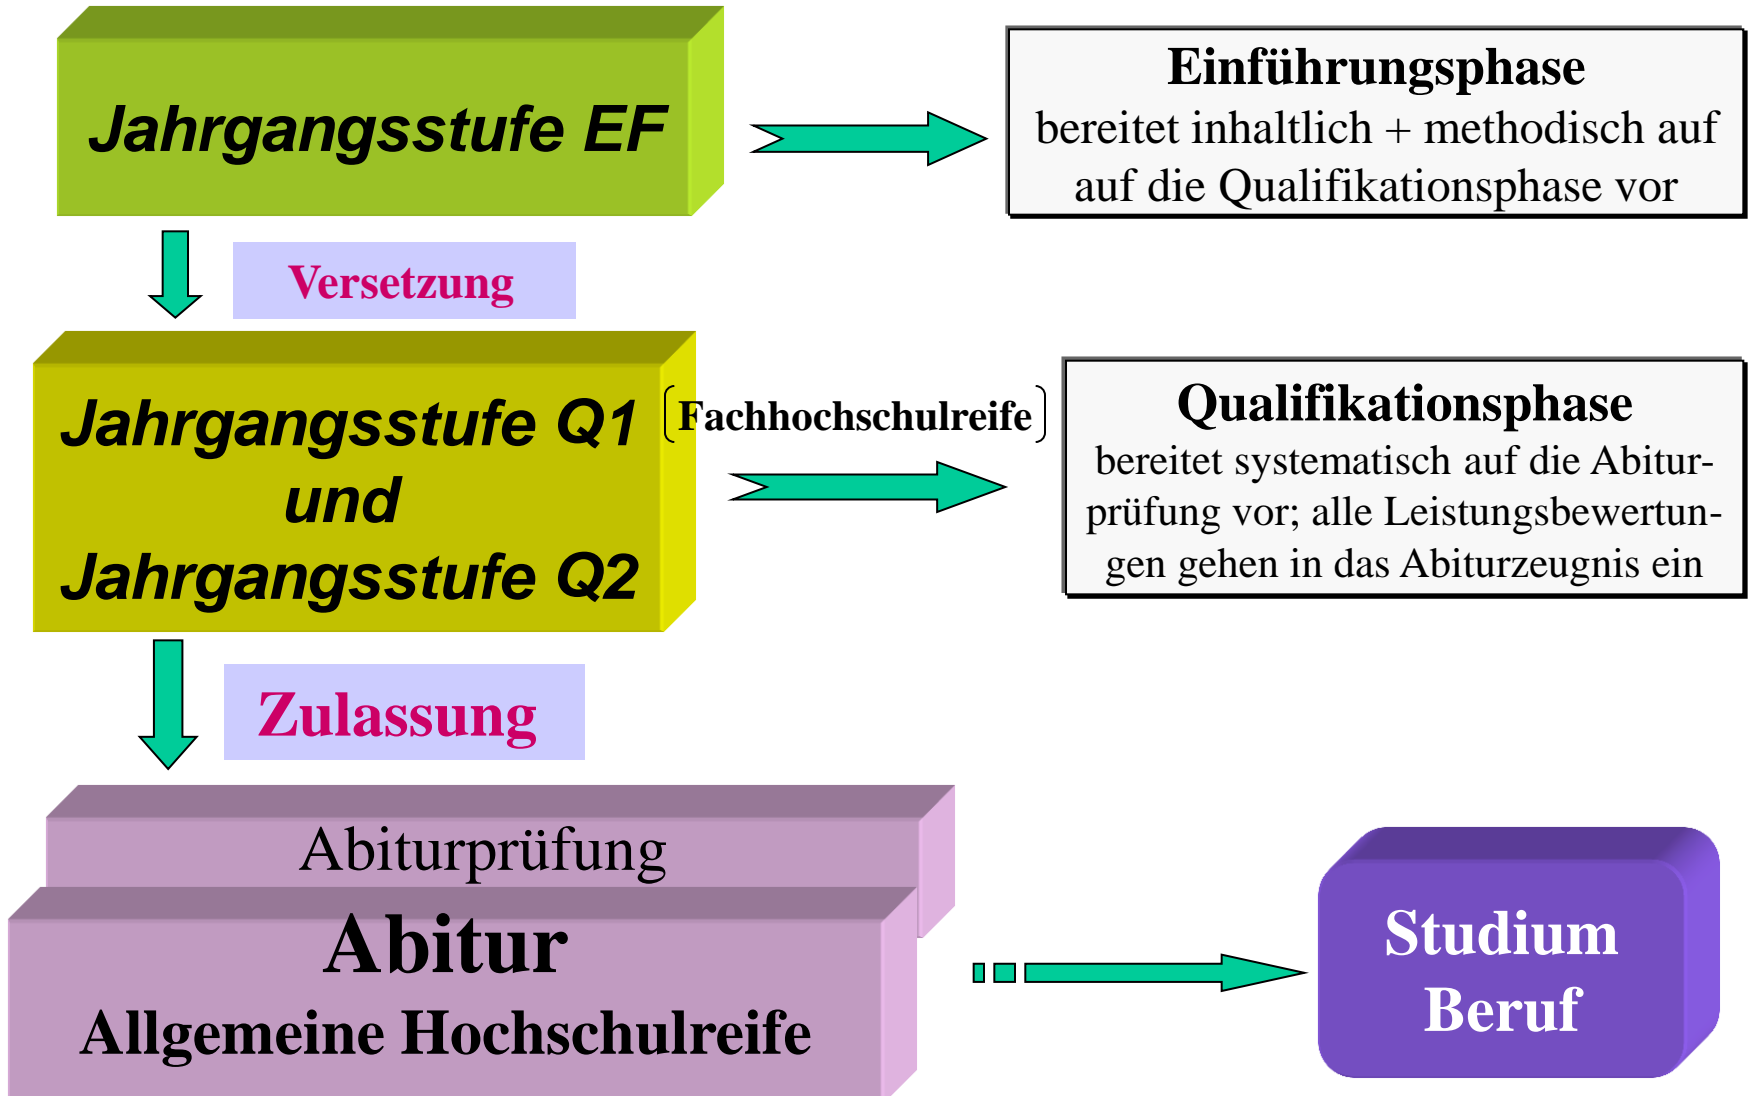 Jahrgangsstufe EF
Einführungsphase
bereitet inhaltlich + methodisch auf
auf die Qualifikationsphase vor
Versetzung
Jahrgangsstufe Q1
und
Jahrgangsstufe Q2
Fachhochschulreife
Qualifikationsphase
bereitet systematisch auf die Abitur-
prüfung vor; alle Leistungsbewertun-
gen gehen in das Abiturzeugnis ein
Zulassung
Abiturprüfung
Abitur
Allgemeine Hochschulreife
Studium
Beruf